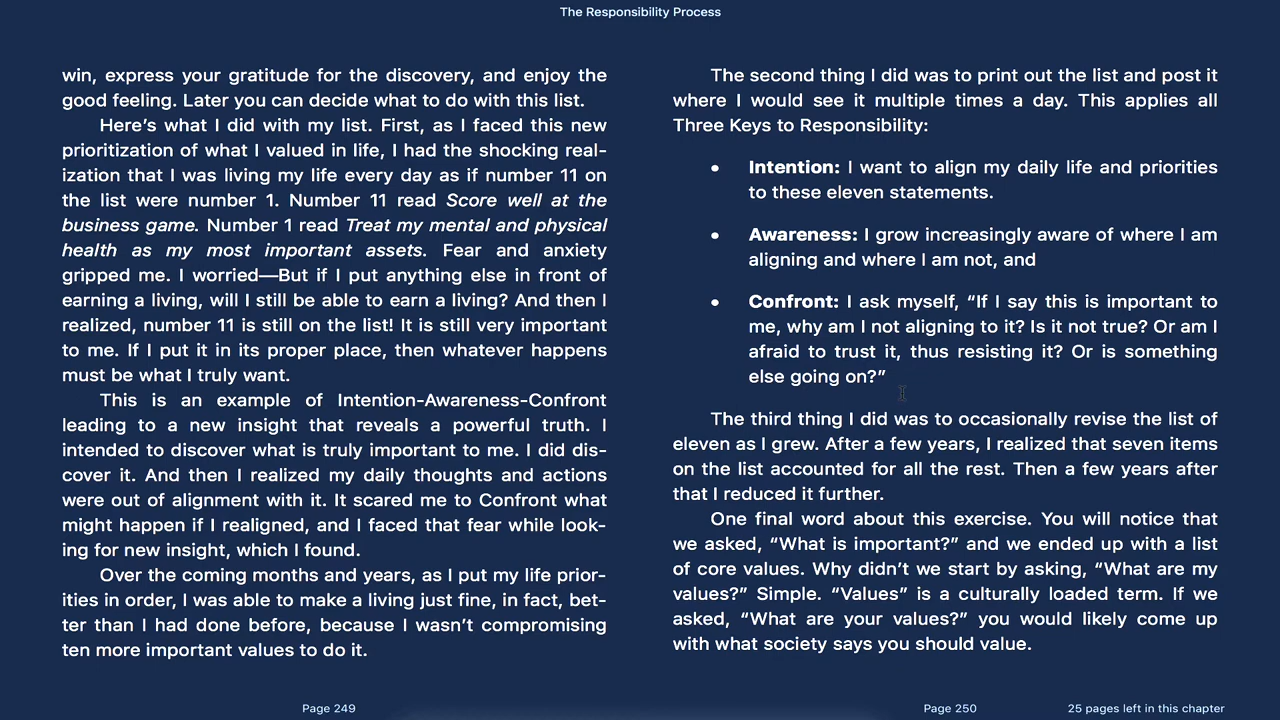 The Responsibility Process
win, express your gratitude for the discovery, and enjoy the
good feeling. Later you can decide what to do with this list.
Here’s what I did with my list. First, as I faced this new
prioritization of what I valued in life, I had the shocking real-
ization that I was living my life every day as if number 11 on
the list were number 1. Number 11 read Score well at the
business game. Number 1 read Treat my mental and physical
health as my most important assets. Fear and anxiety
gripped me. I worried—But if I put anything else in front of
earning a living, will I still be able to earn a living? And then I
realized, number 11 is still on the list! It is still very important
to me. If I put it in its proper place, then whatever happens
must be what I truly want.
This is an example of Intention-Awareness-Confront
leading to a new insight that reveals a powerful truth. I
intended to discover what is truly important to me. I did dis-
cover it. And then I realized my daily thoughts and actions
were out of alignment with it. It scared me to Confront what
might happen if I realigned, and I faced that fear while look-
ing for new insight, which I found.
Over the coming months and years, as I put my life prior-
ities in order, I was able to make a living just fine, in fact, bet-
ter than I had done before, because I wasn’t compromising
ten more important values to do it.
Page 249
The second thing I did was to print out the list and post it
where I would see it multiple times a day. This applies all
Three Keys to Responsibility:
• Intention: I want to align my daily life and priorities
to these eleven statements.
• Awareness: I grow increasingly aware of where I am
aligning and where I am not, and
• Confront: I ask myself, “If I say this is important to
me, why am I not aligning to it? Is it not true? Or am I
afraid to trust it, thus resisting it? Or is something
else going on?”
The third thing I did was to occasionally revise the list of
eleven as I grew. After a few years, I realized that seven items
on the list accounted for all the rest. Then a few years after
that I reduced it further.
One final word about this exercise. You will notice that
we asked, “What is important?” and we ended up with a list
of core values. Why didn’t we start by asking, “What are my
values?” Simple. “Values” is a culturally loaded term. If we
asked, “What are your values?” you would likely come up
with what society says you should value.
Page 250
25 pages left in this chapter